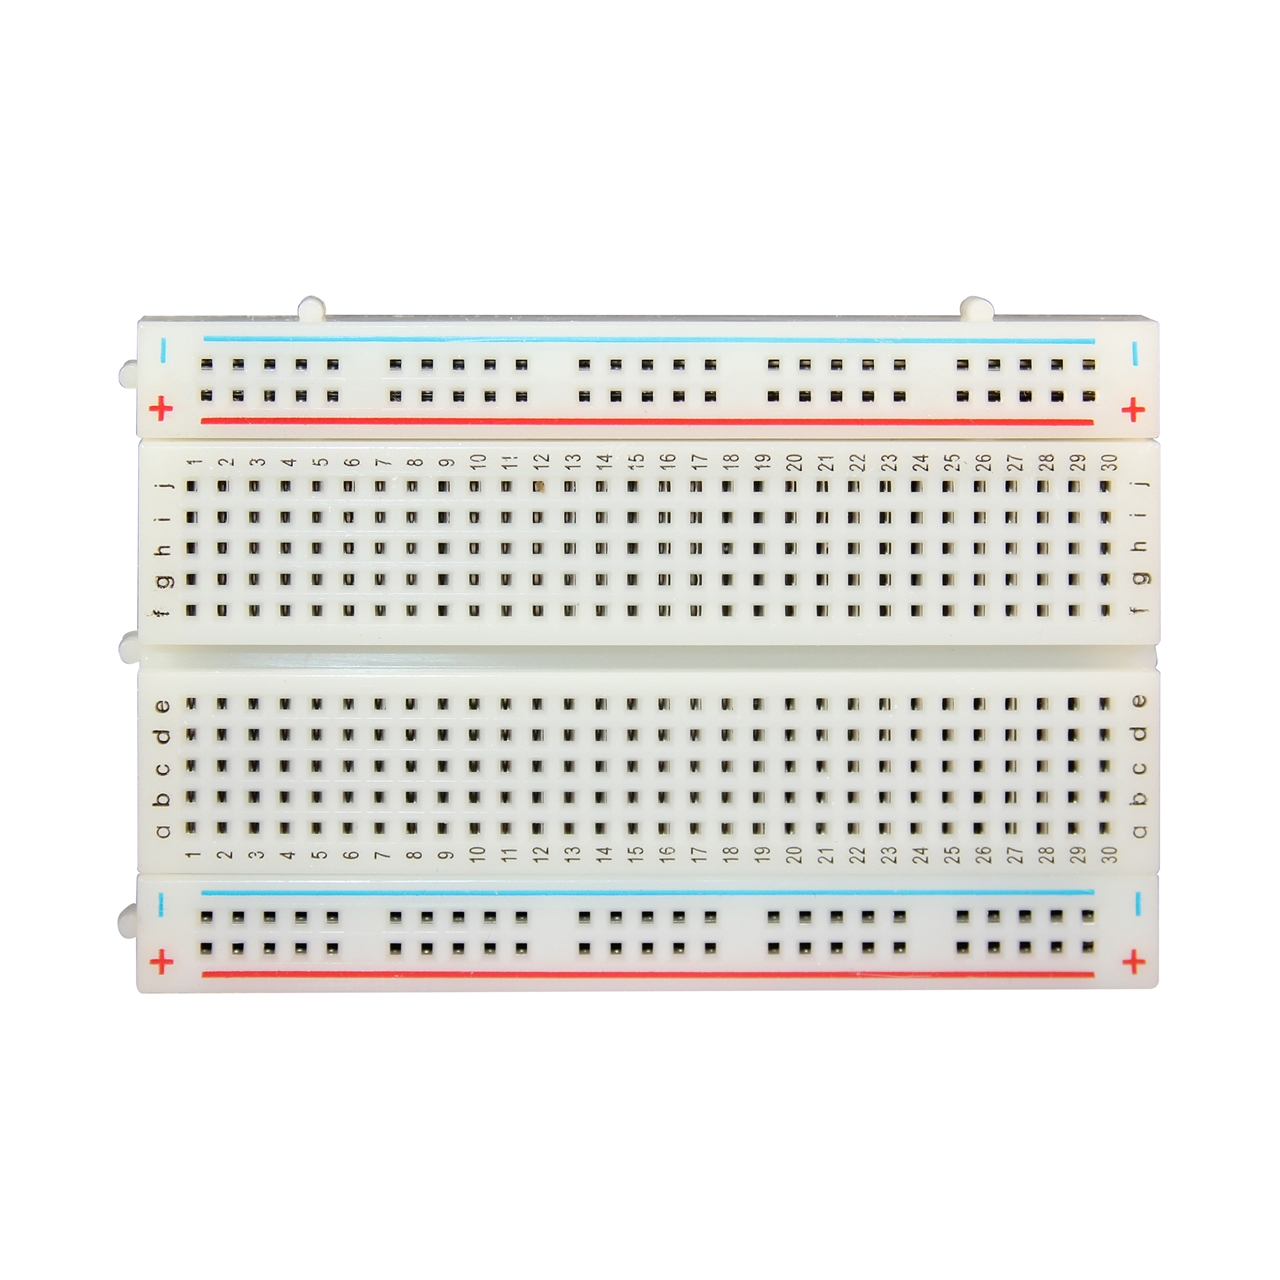 − −
+ +
1 2 3 4 5 6 7 8 9 10 11 12 13 14 15 16 17 18 19 20 21 22 23 24 25 26 27 28 29 30
j j
i i
h h
g g
f f
e e
d d
c c
b b
a a
1 2 3 4 5 6 7 8 9 10 11 12 13 14 15 16 17 18 19 20 21 22 23 24 25 26 27 28 29 30
− −
+ +